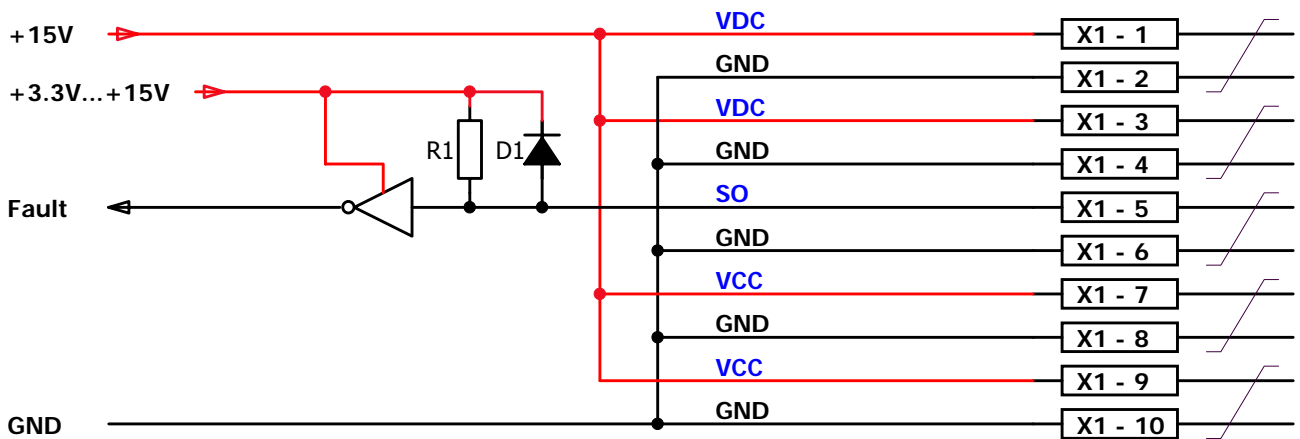 +15V VDC X1 - 1
GND X1 - 2
+3.3V...+15V
VDC X1 - 3
R1 D1
GND X1 - 4
Fault SO X1 - 5
GND X1 - 6
VCC X1 - 7
GND X1 - 8
VCC X1 - 9
GND GND X1 - 10